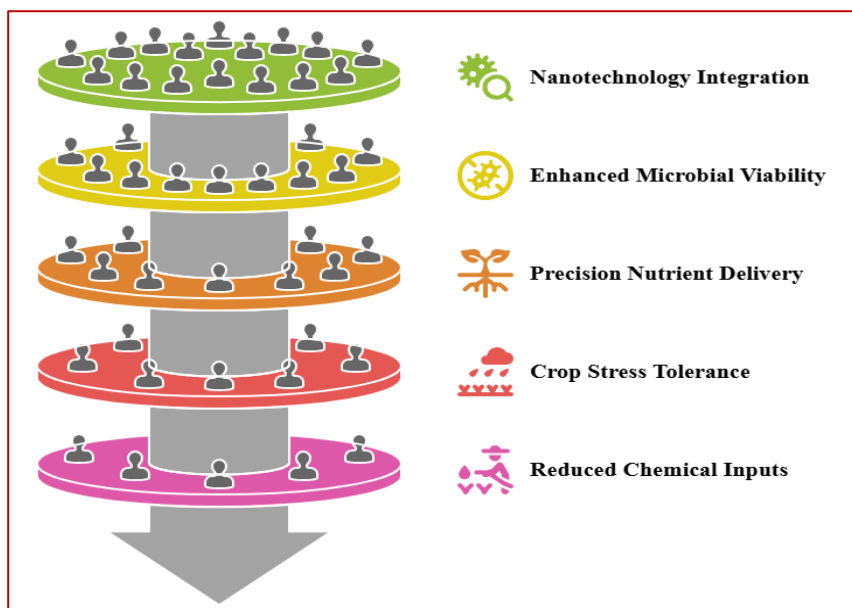 Nanotechnology Integration
Enhanced Microbial Viability
Precision Nutrient Delivery
Crop Stress Tolerance
Reduced Chemical Inputs